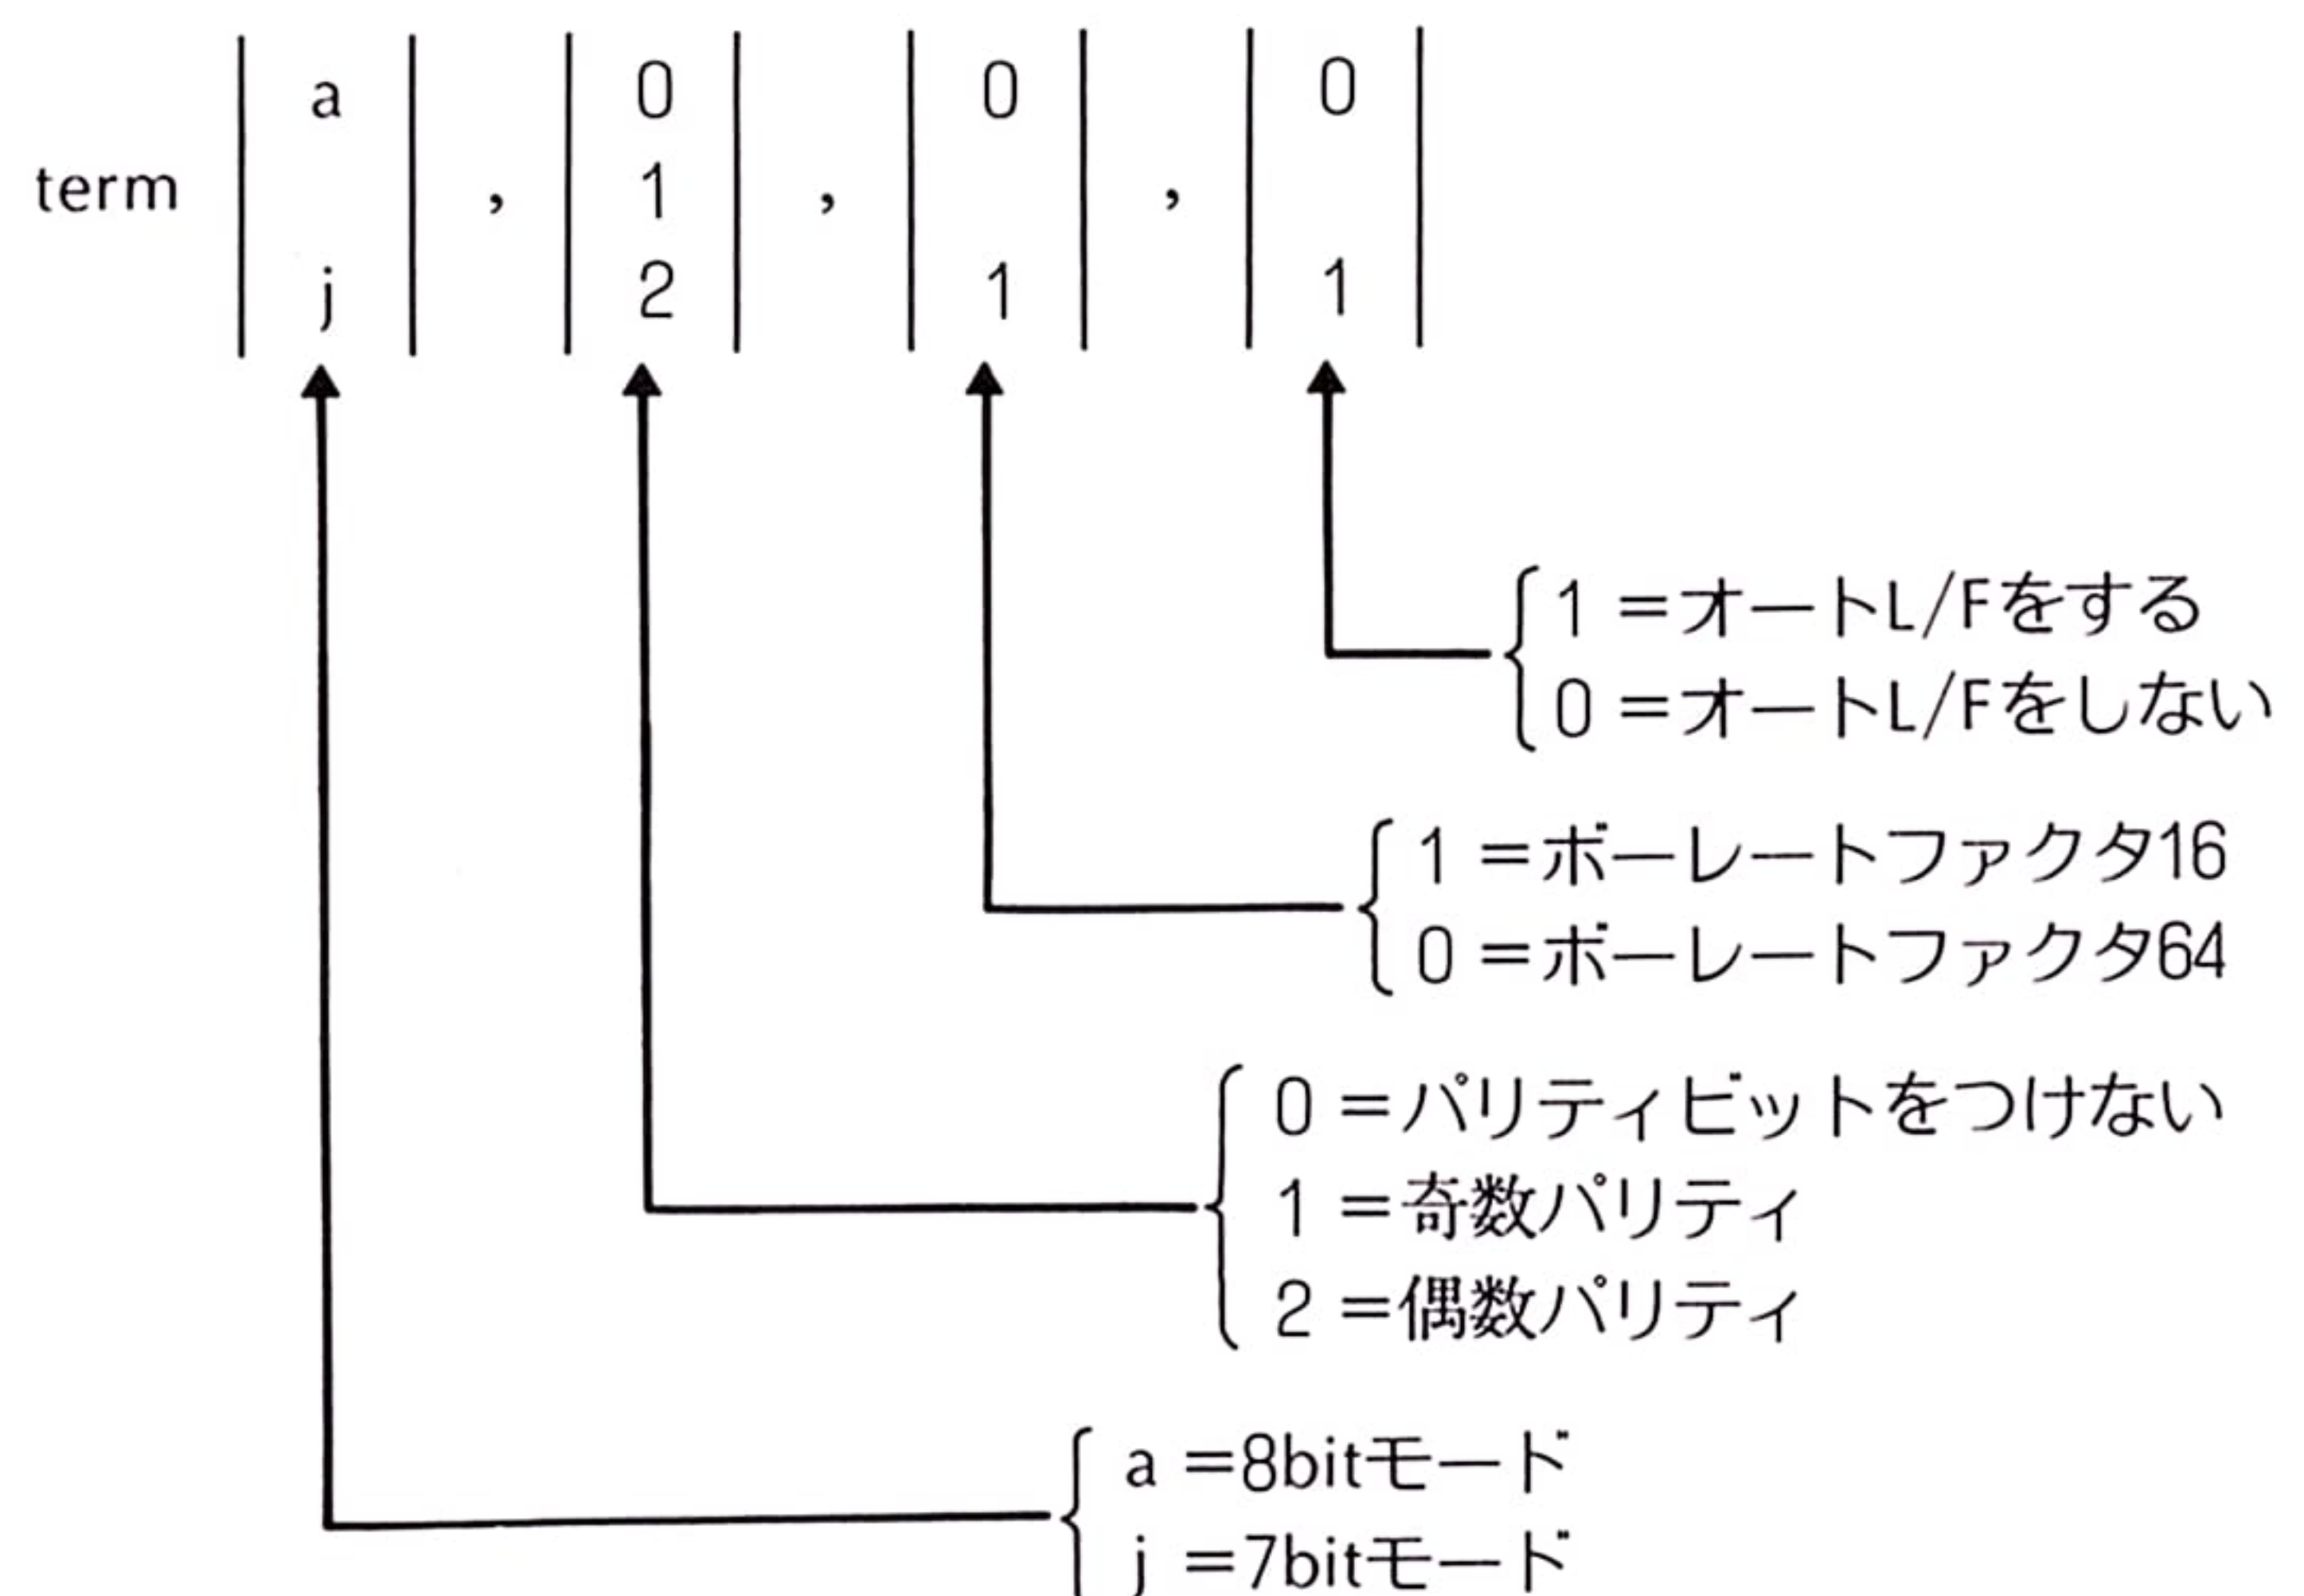 a 0 0 0
term , 1 , ,
j 2 1 1
1 =オートL/Fをする
0 =オートL/Fをしない
1 =ボーレートファクタ16
0 =ボーレートファクタ64
0 =パリティビットをつけない
1 =奇数パリティ
2 =偶数パリティ
a =8bitモード
j =7bitモード